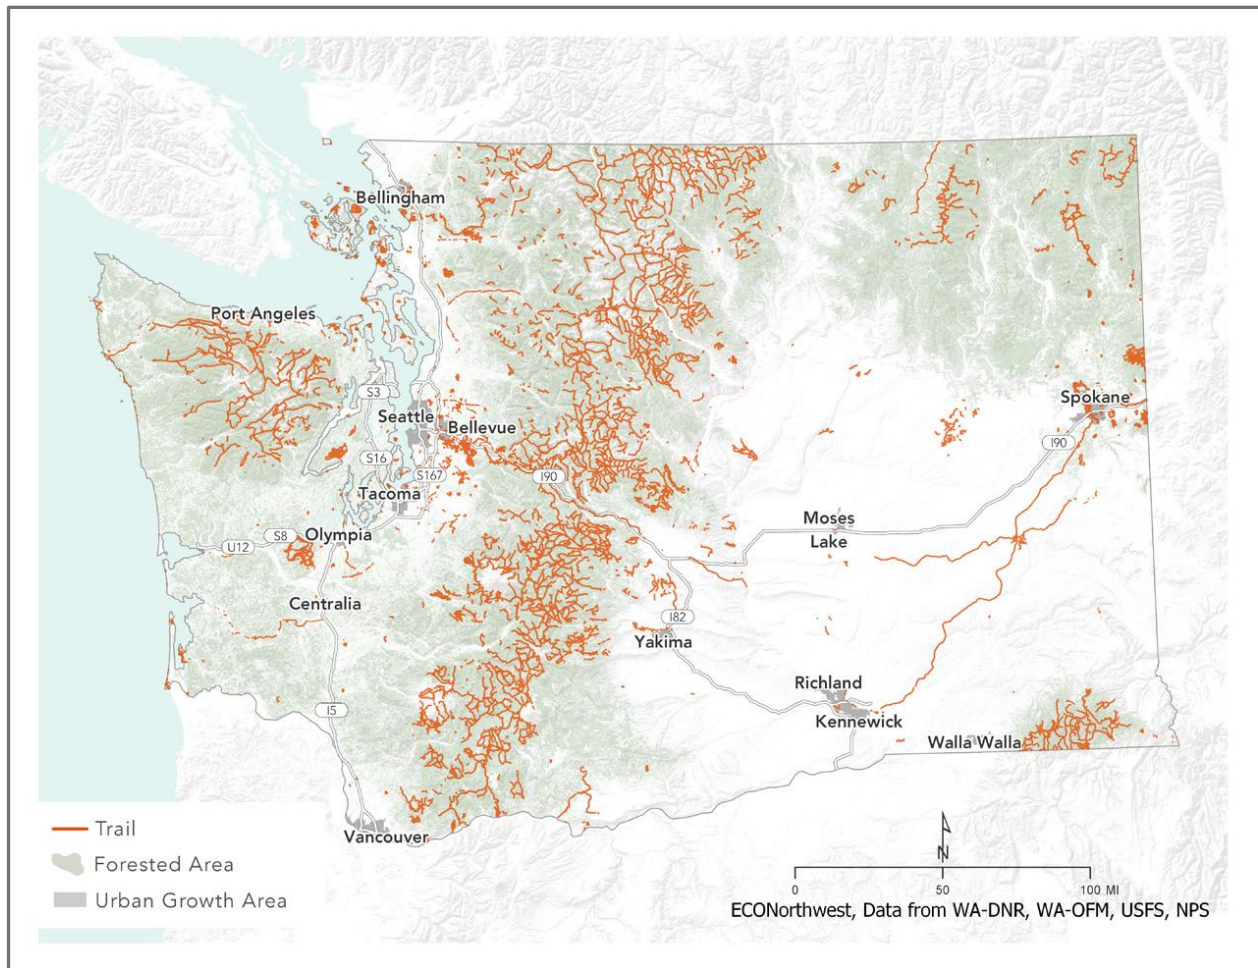 Bellingham
Port Angeles
S3
Seattle
Bellevue
Spokane
I90
S16
S167
I90
Tacoma
Moses
Lake
S8
Olympia
U12
Centralia
I82
Yakima
Richland
Kennewick
I5
Walla Walla
Vancouver
Trail
Forested Area
Urban Growth Area
N
0 50 100 MI
ECONorthwest, Data from WA-DNR, WA-OFM, USFS, NPS